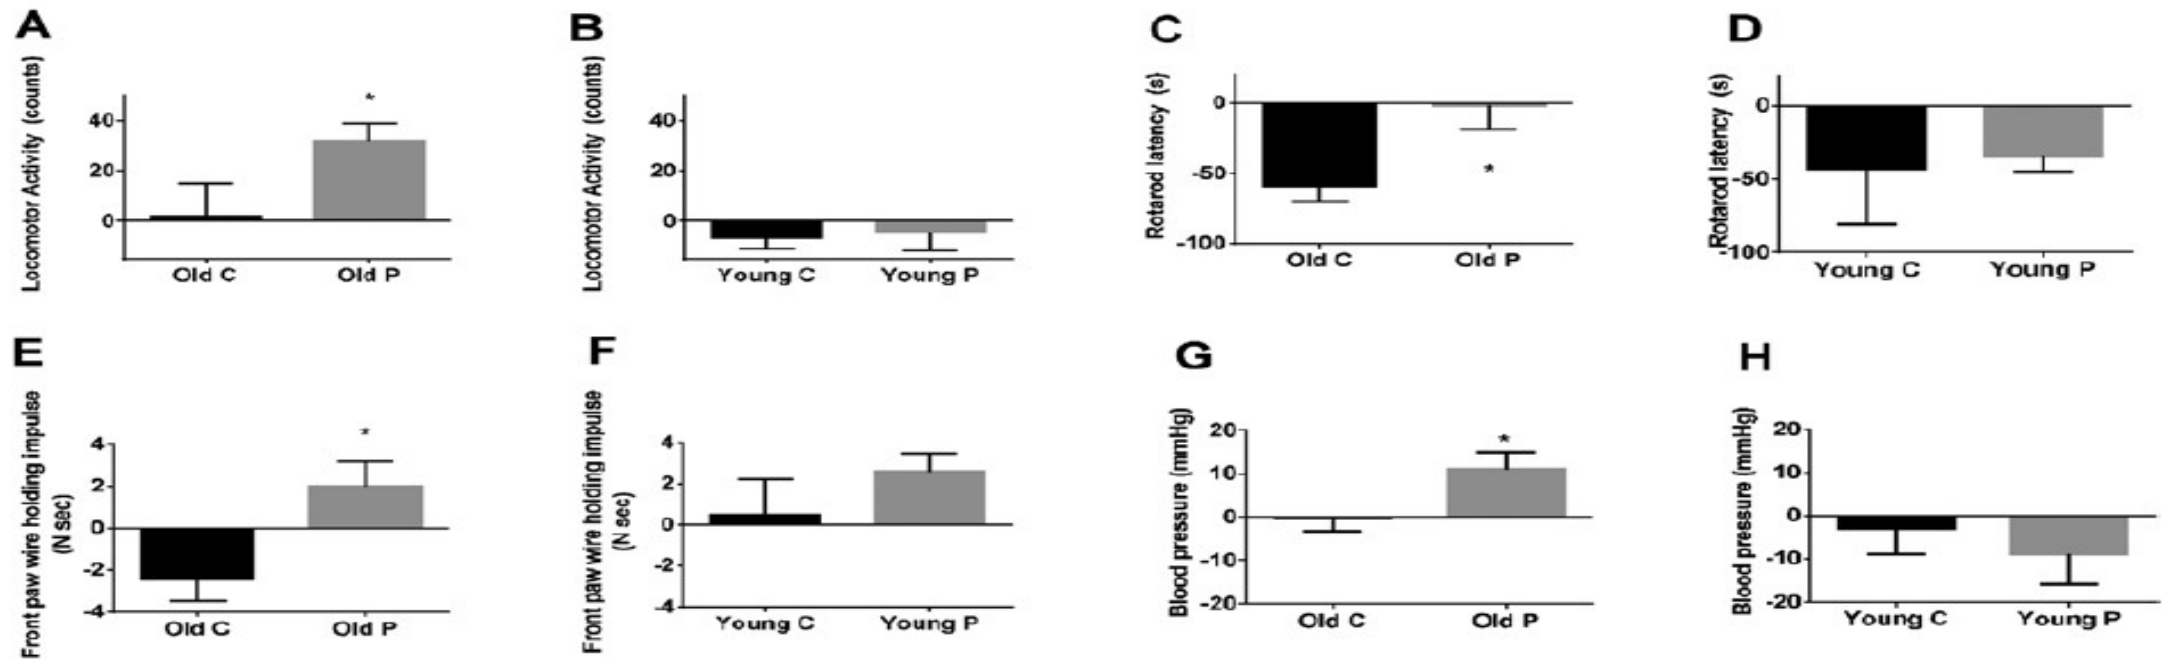 A
Locomotor Activity (counts)
40
20
0
*
Old C
Old P
B
Locomotor Activity (counts)
40
20
0
Young C
Young P
C
Rotarod latency (s)
0
-50
-100
*
Old C
Old P
D
Rotarod latency (s)
0
-50
-100
Young C
Young P
E
Front paw wire holding impulse
(N sec)
4
2
0
-2
-4
*
Old C
Old P
F
Front paw wire holding impulse
(N sec)
4
2
0
-2
-4
Young C
Young P
G
Blood pressure (mmHg)
20
10
0
-10
-20
*
Old C
Old P
H
Blood pressure (mmHg)
20
10
0
-10
-20
Young C
Young P